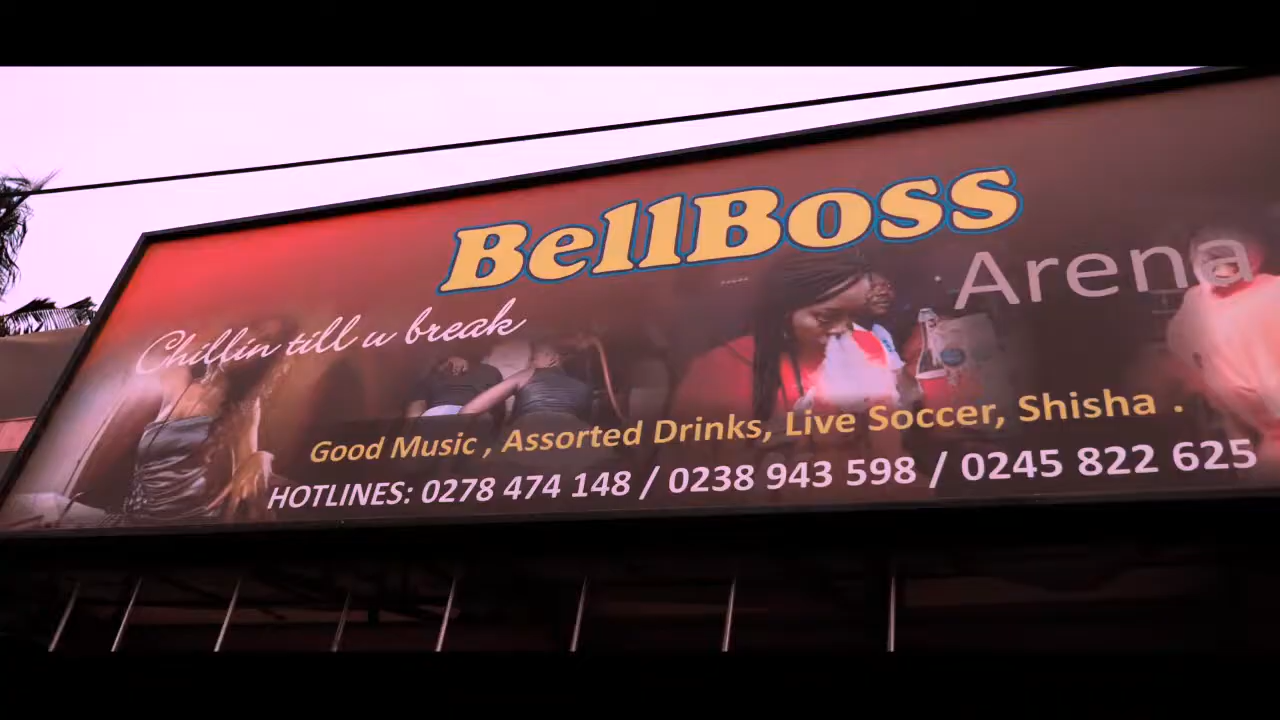 BellBoss
Arena
Chillin till u break
Good Music , Assorted Drinks, Live Soccer, Shisha .
HOTLINES: 0278 474 148 / 0238 943 598 / 0245 822 625